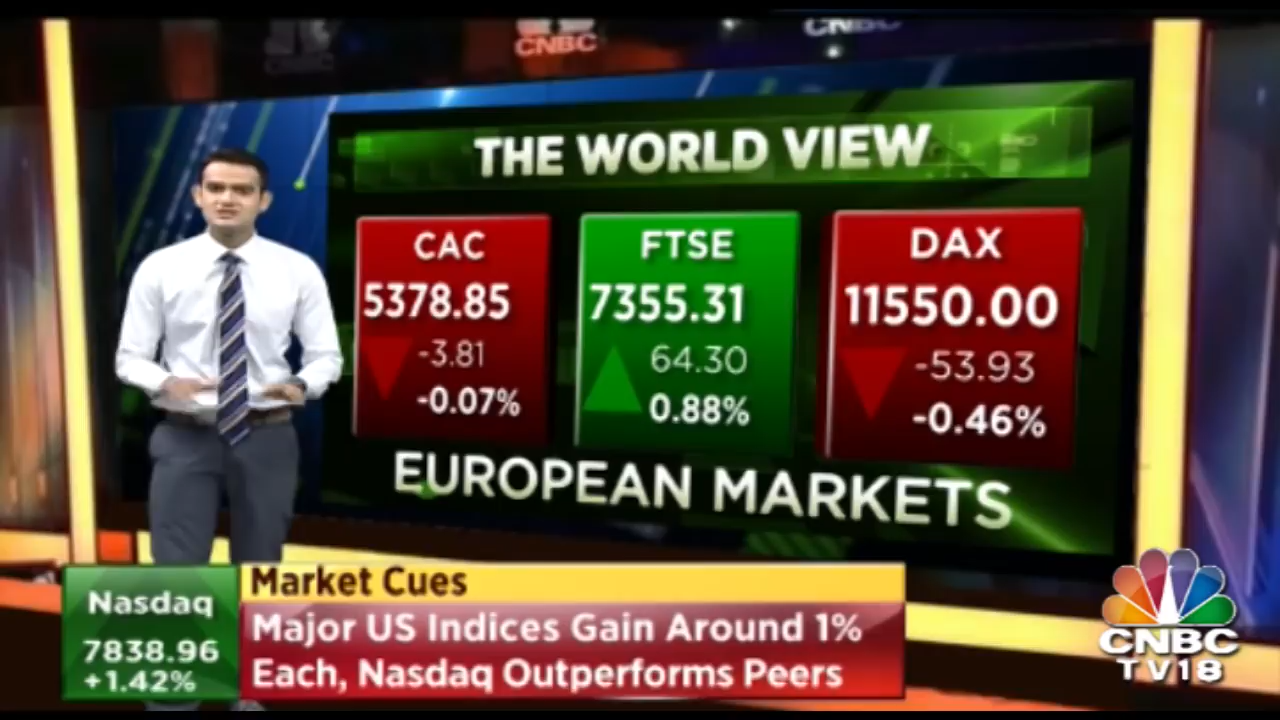 CNBC
CNBC
CNBC
THE WORLD VIEW
CAC
5378.85
-3.81
-0.07%
FTSE
7355.31
64.30
0.88%
DAX
11550.00
-53.93
-0.46%
EUROPEAN MARKETS
Nasdaq
7838.96
+1.42%
Market Cues
Major US Indices Gain Around 1%
Each, Nasdaq Outperforms Peers
CNBC
TV18